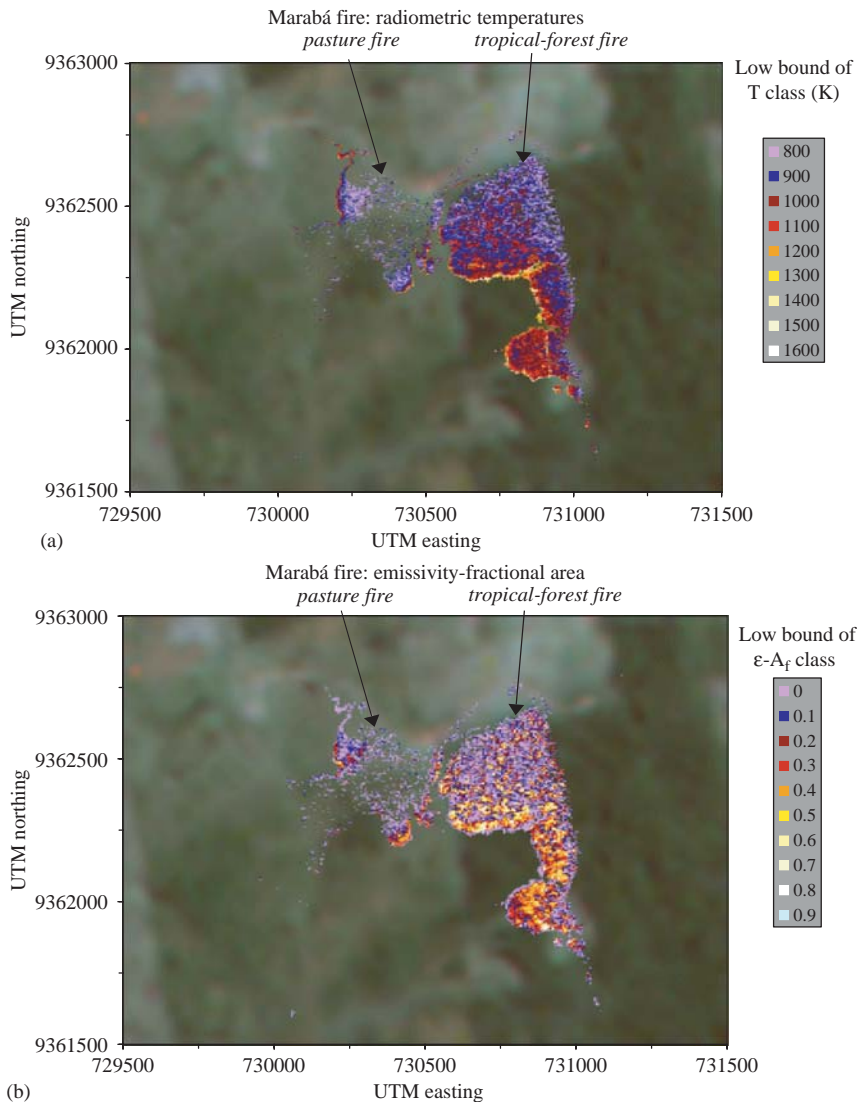 Marabá fire: radiometric temperatures
pasture fire
tropical-forest fire
Low bound of
T class (K)
800
900
1000
1100
1200
1300
1400
1500
1600
9363000
9362500
9362000
9361500
UTM northing
729500
730000
730500
731000
731500
UTM easting
(a)
Marabá fire: emissivity-fractional area
pasture fire
tropical-forest fire
Low bound of
ε-Af class
0
0.1
0.2
0.3
0.4
0.5
0.6
0.7
0.8
0.9
9363000
9362500
9362000
9361500
UTM northing
729500
730000
730500
731000
731500
UTM easting
(b)